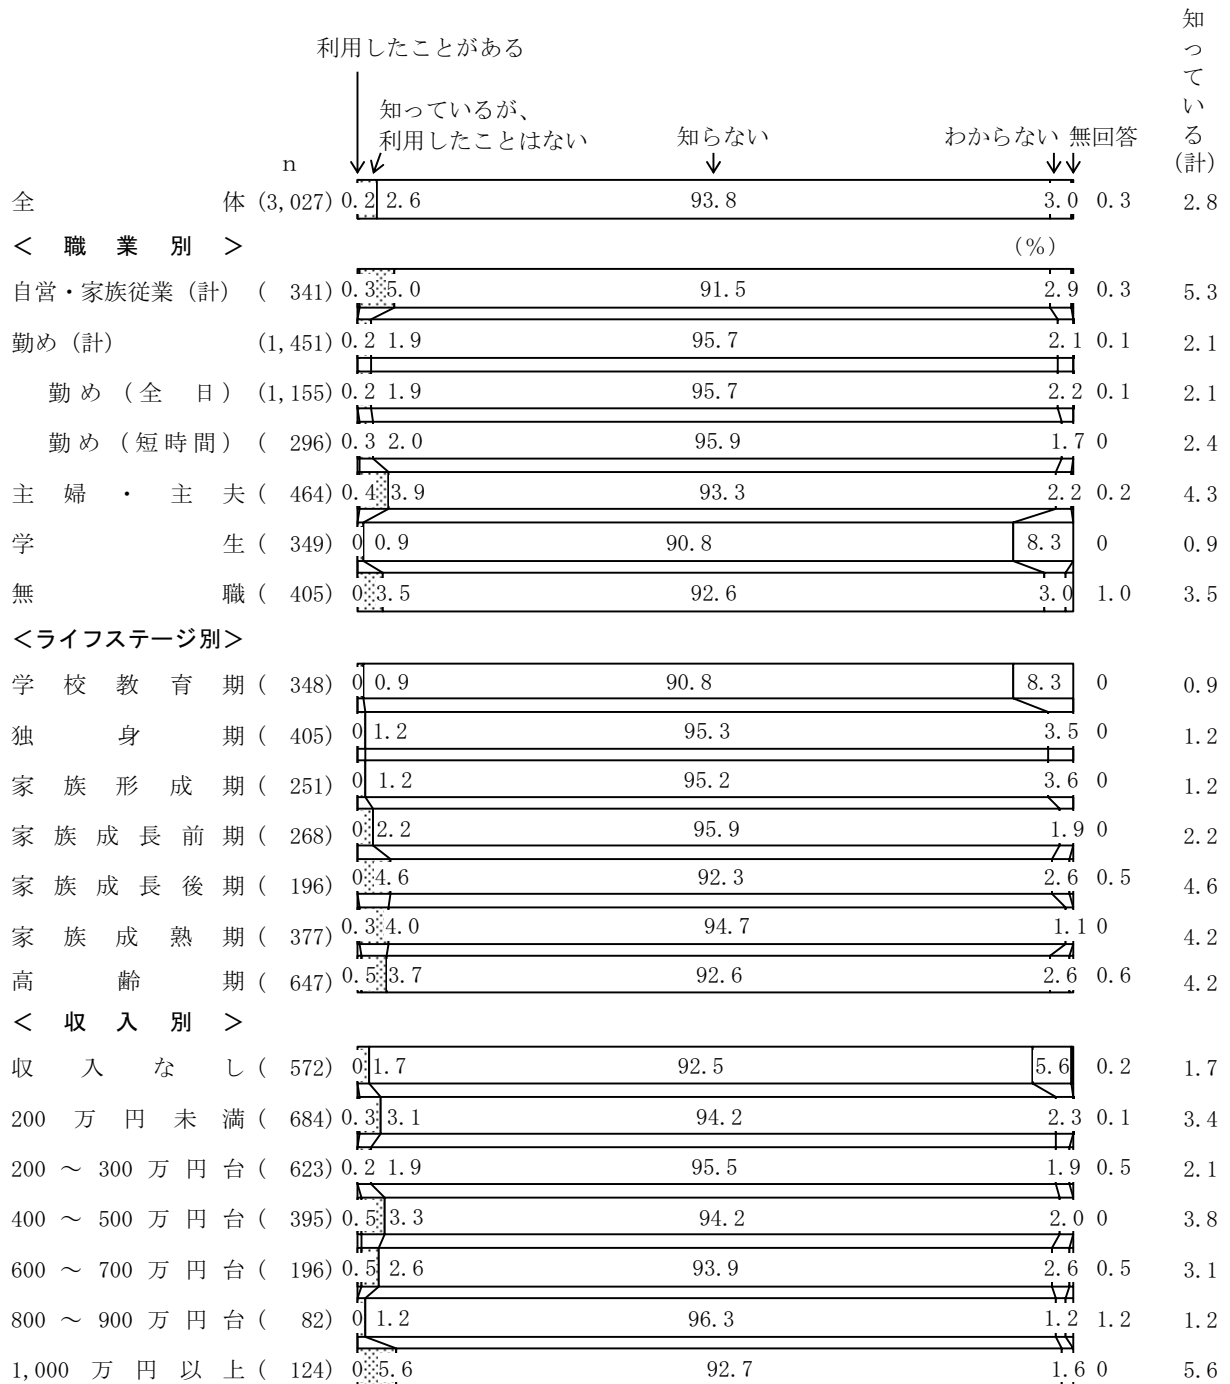 利用したことがある
知っているが、
利用したことはない
知らない
わからない 無回答
知っている(計)
n
全体 (3,027) 0.2 2.6 93.8 3.0 0.3 2.8
＜職業別＞ (%)
自営・家族従業(計) ( 341) 0.3 5.0 91.5 2.9 0.3 5.3
勤め(計) (1,451) 0.2 1.9 95.7 2.1 0.1 2.1
勤め(全 日) (1,155) 0.2 1.9 95.7 2.2 0.1 2.1
勤め(短時間) ( 296) 0.3 2.0 95.9 1.7 0 2.4
主婦・主夫 ( 464) 0.4 3.9 93.3 2.2 0.2 4.3
学生 ( 349) 0 0.9 90.8 8.3 0 0.9
無職 ( 405) 0 3.5 92.6 3.0 1.0 3.5
＜ライフステージ別＞
学校教育期 ( 348) 0 0.9 90.8 8.3 0 0.9
独身期 ( 405) 0 1.2 95.3 3.5 0 1.2
家族形成期 ( 251) 0 1.2 95.2 3.6 0 1.2
家族成長前期 ( 268) 0 2.2 95.9 1.9 0 2.2
家族成長後期 ( 196) 0 4.6 92.3 2.6 0.5 4.6
家族成熟期 ( 377) 0.3 4.0 94.7 1.1 0 4.2
高齢期 ( 647) 0.5 3.7 92.6 2.6 0.6 4.2
＜収入別＞
収入なし ( 572) 0 1.7 92.5 5.6 0.2 1.7
200万円未満 ( 684) 0.3 3.1 94.2 2.3 0.1 3.4
200～300万円台 ( 623) 0.2 1.9 95.5 1.9 0.5 2.1
400～500万円台 ( 395) 0.5 3.3 94.2 2.0 0 3.8
600～700万円台 ( 196) 0.5 2.6 93.9 2.6 0.5 3.1
800～900万円台 ( 82) 0 1.2 96.3 1.2 1.2 1.2
1,000万円以上 ( 124) 0 5.6 92.7 1.6 0 5.6